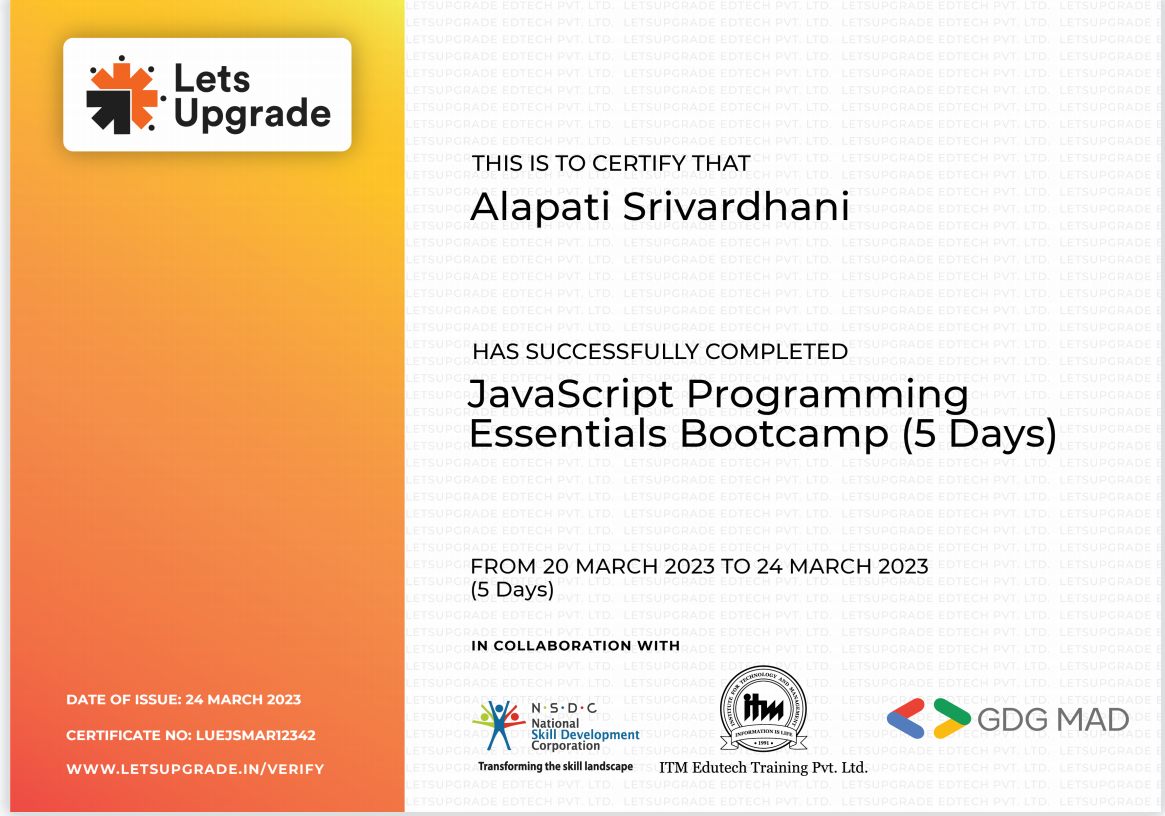 Lets
Upgrade
THIS IS TO CERTIFY THAT
Alapati Srivardhani
HAS SUCCESSFULLY COMPLETED
JavaScript Programming
Essentials Bootcamp (5 Days)
FROM 20 MARCH 2023 TO 24 MARCH 2023
(5 Days)
IN COLLABORATION WITH
N·S·D·C
National
Skill Development
Corporation
Transforming the skill landscape
INSTITUTE FOR TECHNOLOGY AND MANAGEMENT
itm
INFORMATION IS LIFE
• 1991 •
ITM Edutech Training Pvt. Ltd.
GDG MAD
DATE OF ISSUE: 24 MARCH 2023
CERTIFICATE NO: LUEJSMAR12342
WWW.LETSUPGRADE.IN/VERIFY
LETSUPGRADE EDTECH PVT. LTD.